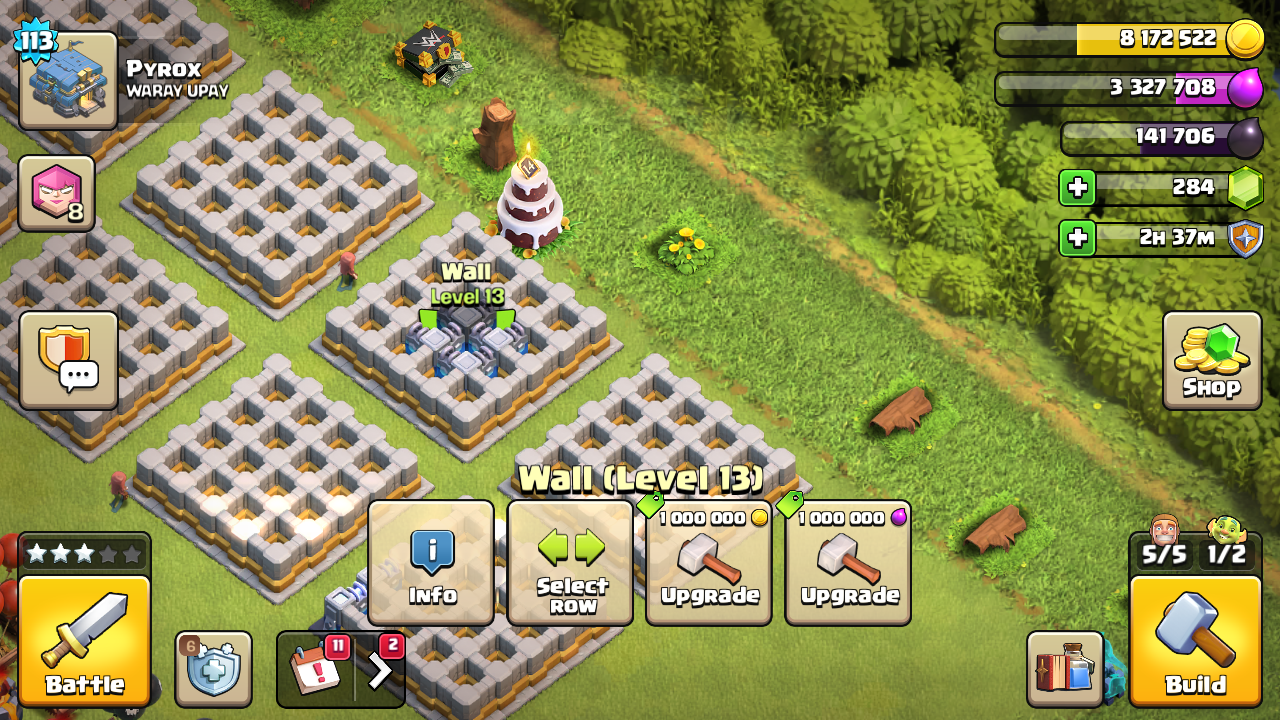 113
Pyrox
WARAY UPAY
8 172 522
3 327 708
141 706
284
2H 37M
8
14
Wall
Level 13
Shop
Wall (Level 13)
Info
Select
ROW
1 000 000
Upgrade
1 000 000
Upgrade
5/5
1/2
Battle
6
11
2
Build